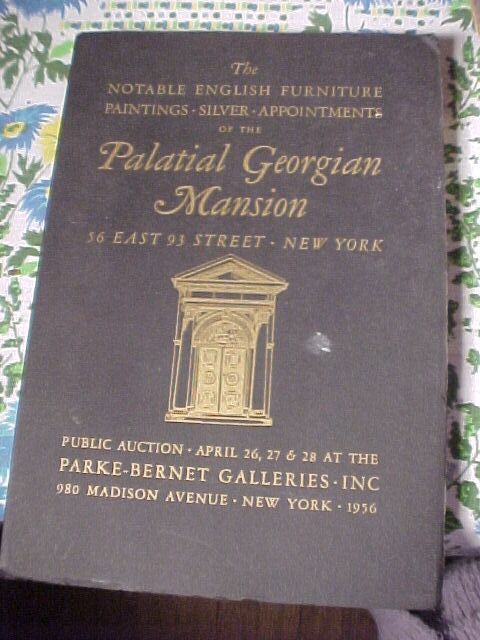 The
NOTABLE ENGLISH FURNITURE
PAINTINGS · SILVER · APPOINTMENTS
OF THE
Palatial Georgian
Mansion
56 EAST 93 STREET · NEW YORK
PUBLIC AUCTION · APRIL 26, 27 & 28 AT THE
PARKE-BERNET GALLERIES · INC
980 MADISON AVENUE · NEW YORK · 1956